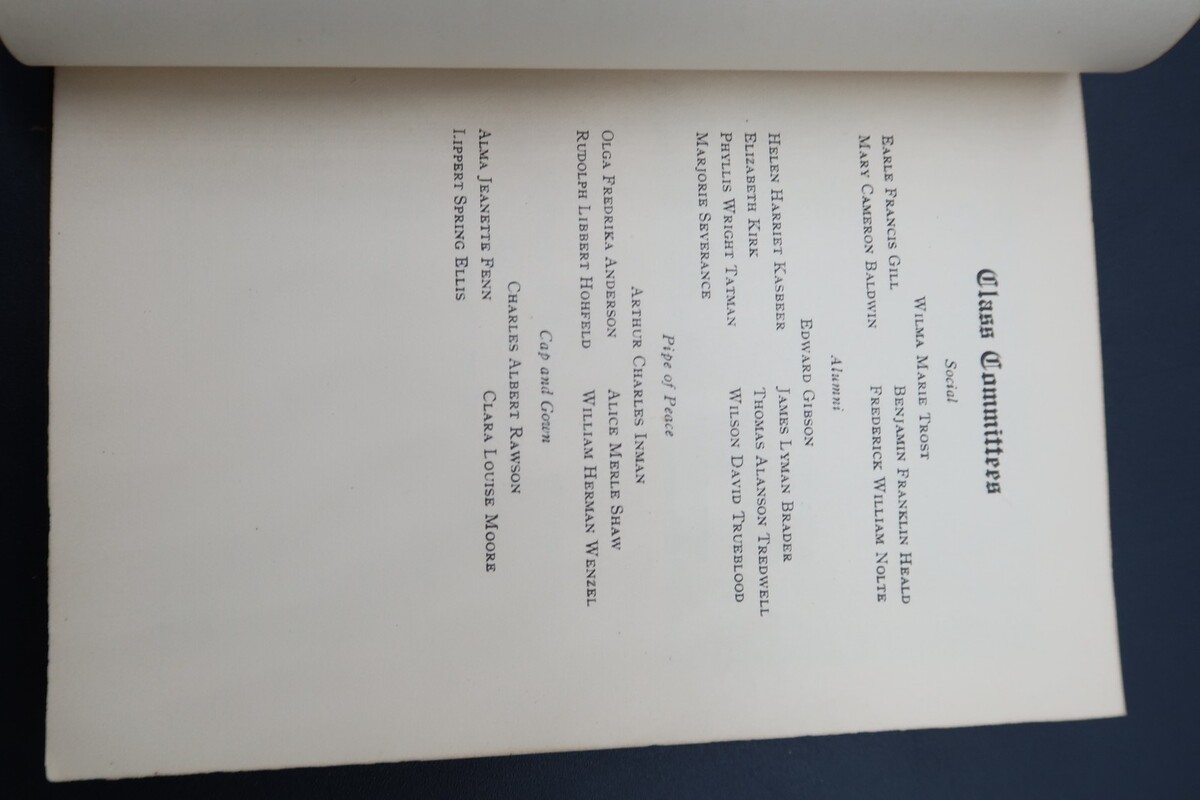 Class Committees
Social
Wilma Marie Trost
Earle Francis Gill Benjamin Franklin Heald
Mary Cameron Baldwin Frederick William Nolte
Alumni
Edward Gibson
Helen Harriet Kasbeer James Lyman Brader
Elizabeth Kirk Thomas Alanson Tredwell
Phyllis Wright Tatman Wilson David Trueblood
Marjorie Severance
Pipe of Peace
Arthur Charles Inman
Olga Fredrika Anderson Alice Merle Shaw
Rudolph Libbert Hohfeld William Herman Wenzel
Cap and Gown
Charles Albert Rawson
Alma Jeanette Fenn Clara Louise Moore
Lippert Spring Ellis